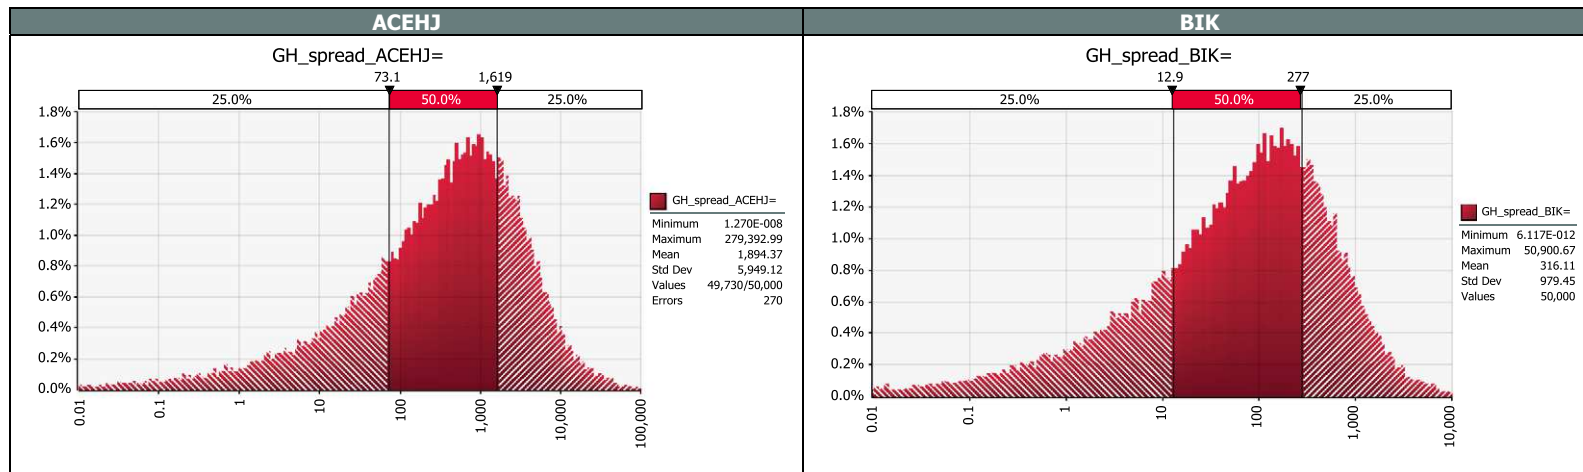 ACEHJ
GH_spread_ACEHJ=
73.1 1,619
25.0% 50.0% 25.0%
1.8%
1.6%
1.4%
1.2%
1.0%
0.8%
0.6%
0.4%
0.2%
0.0%
0.01 0.1 1 10 100 1,000 10,000 100,0000
GH_spread_ACEHJ=
Minimum 1.270E-008
Maximum 279,392.99
Mean 1,894.37
Std Dev 5,949.12
Values 49,730/50,000
Errors 270
BIK
GH_spread_BIK=
12.9 277
25.0% 50.0% 25.0%
1.8%
1.6%
1.4%
1.2%
1.0%
0.8%
0.6%
0.4%
0.2%
0.0%
0.01 0.1 1 10 100 1,000 10,000
GH_spread_BIK=
Minimum 6.117E-012
Maximum 50,900.67
Mean 316.11
Std Dev 979.45
Values 50,000